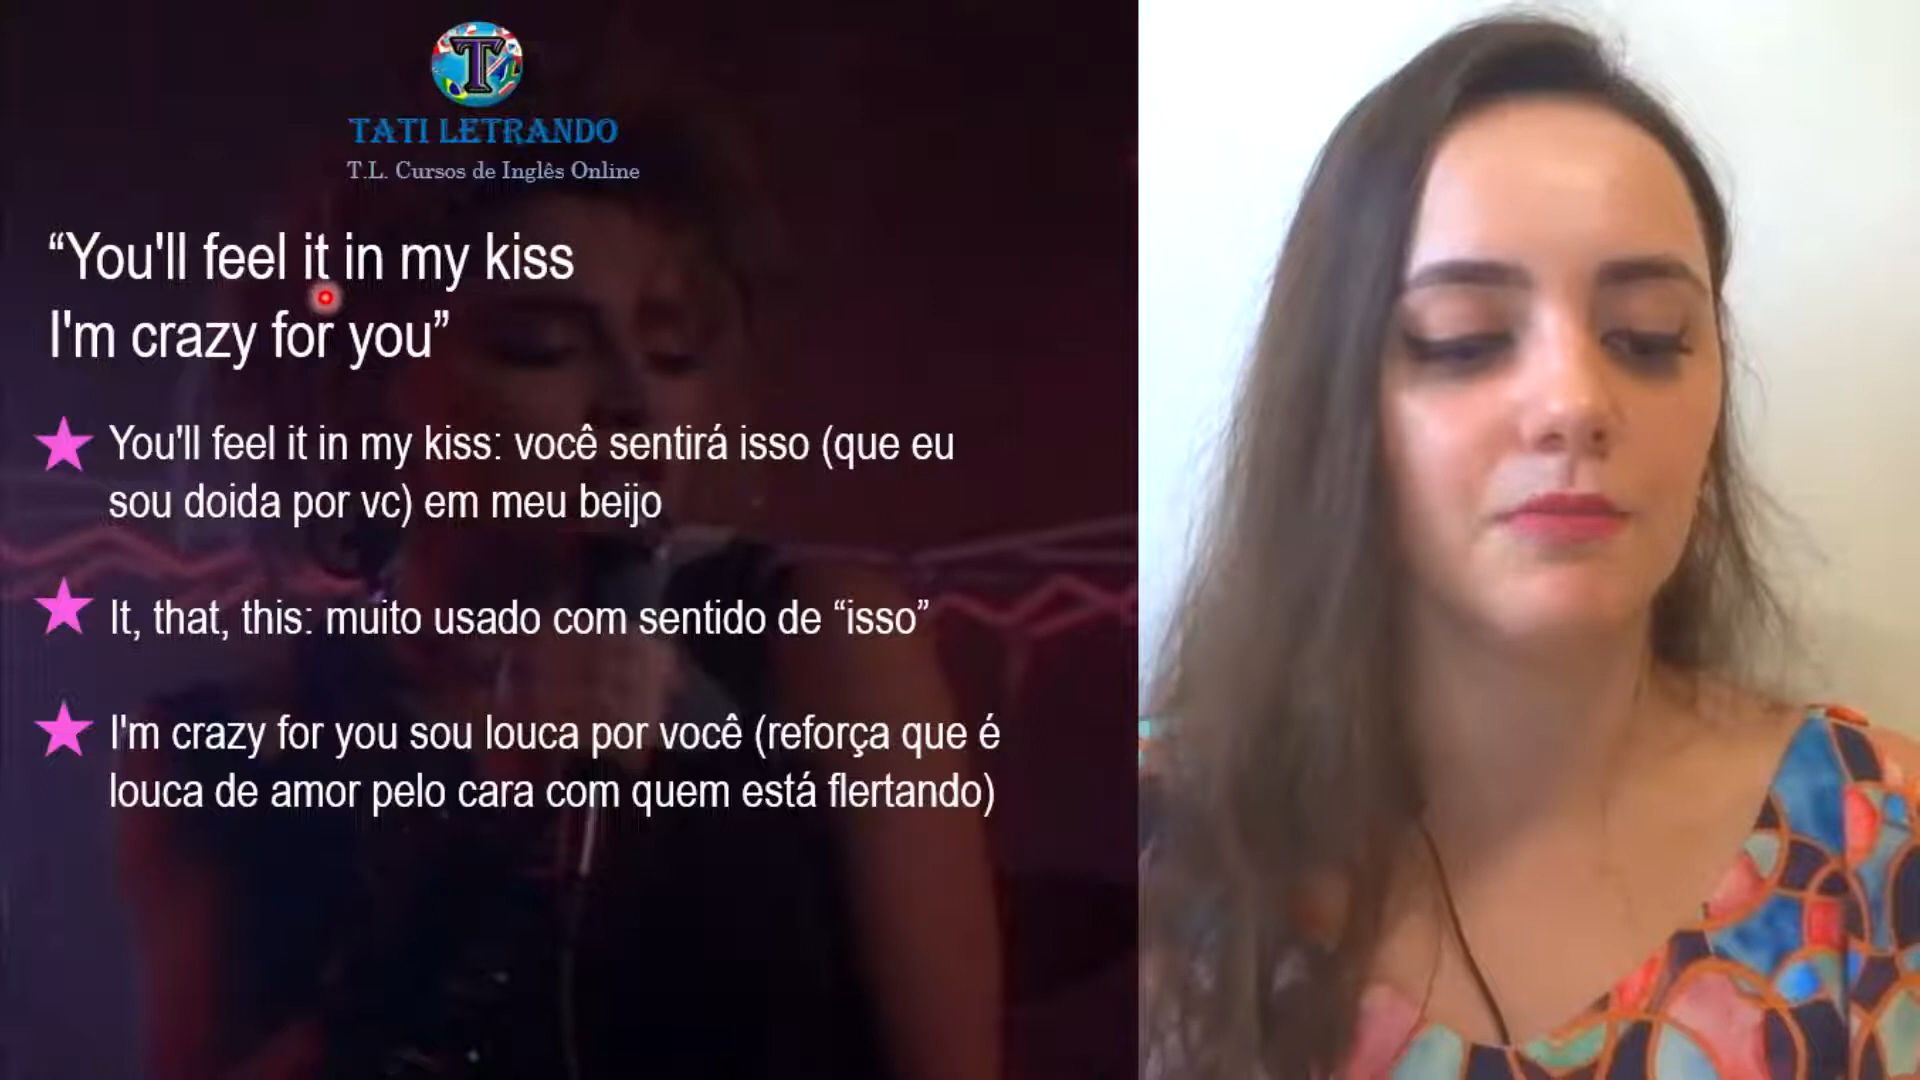 T
TATI LETRANDO
T.L. Cursos de Inglês Online
“You'll feel it in my kiss
I'm crazy for you”
You'll feel it in my kiss: você sentirá isso (que eu
sou doida por vc) em meu beijo
It, that, this: muito usado com sentido de “isso”
I'm crazy for you sou louca por você (reforça que é
louca de amor pelo cara com quem está flertando)